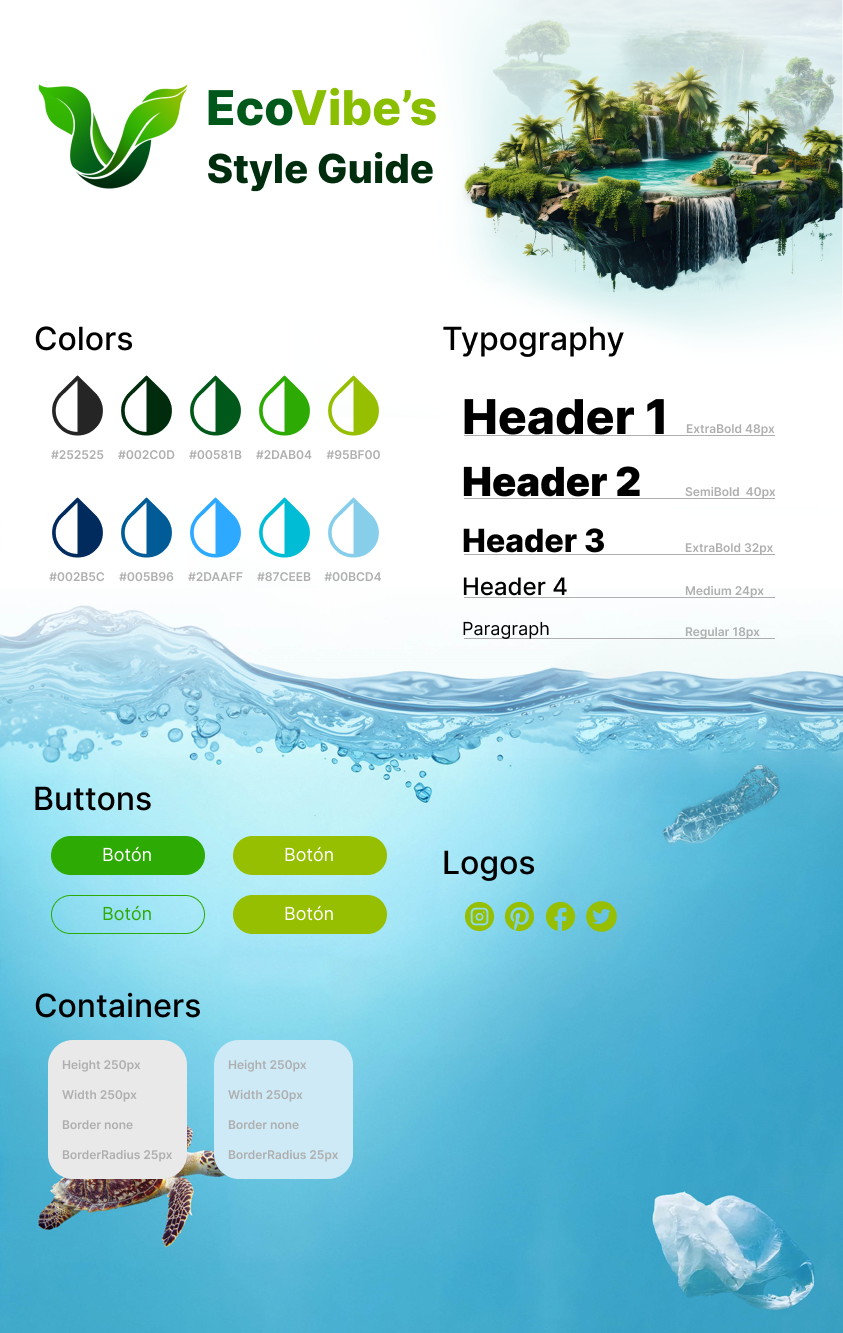 EcoVibe's
Style Guide
Colors
#252525 #002C0D #00581B #2DAB04 #95BF00
#002B5C #005B96 #2DAAFF #87CEEB #00BCD4
Typography
Header 1 ExtraBold 48px
Header 2 SemiBold 40px
Header 3 ExtraBold 32px
Header 4 Medium 24px
Paragraph Regular 18px
Buttons
Botón Botón
Botón Botón
Logos
Containers
Height 250px
Width 250px
Border none
BorderRadius 25px
Height 250px
Width 250px
Border none
BorderRadius 25px